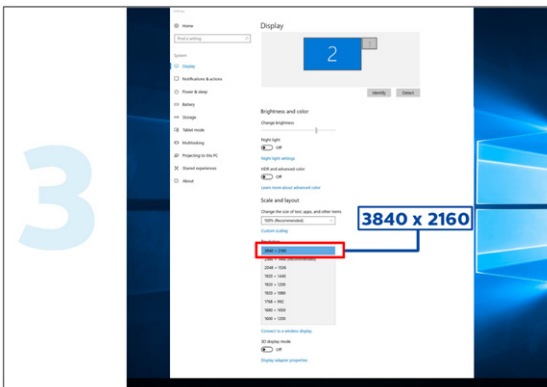 3
Settings
Home
Display
Find a setting
System
2
1
Display
Notifications & actions
Power & sleep
Identify
Detect
Battery
Storage
Brightness and color
Change brightness
Tablet mode
Multitasking
Night light
Off
Projecting to this PC
Night light settings
Shared experiences
HDR and advanced color
Off
About
Learn more about advanced color
Scale and layout
Change the size of text, apps, and other items
100% (Recommended)
Custom scaling
3840 x 2160
3840 × 2160
2048 × 1536
1920 × 1440
1920 × 1200
1920 × 1080
1768 × 992
1680 × 1050
1600 × 1200
Connect to a wireless display
3D display mode
Off
Display adapter properties